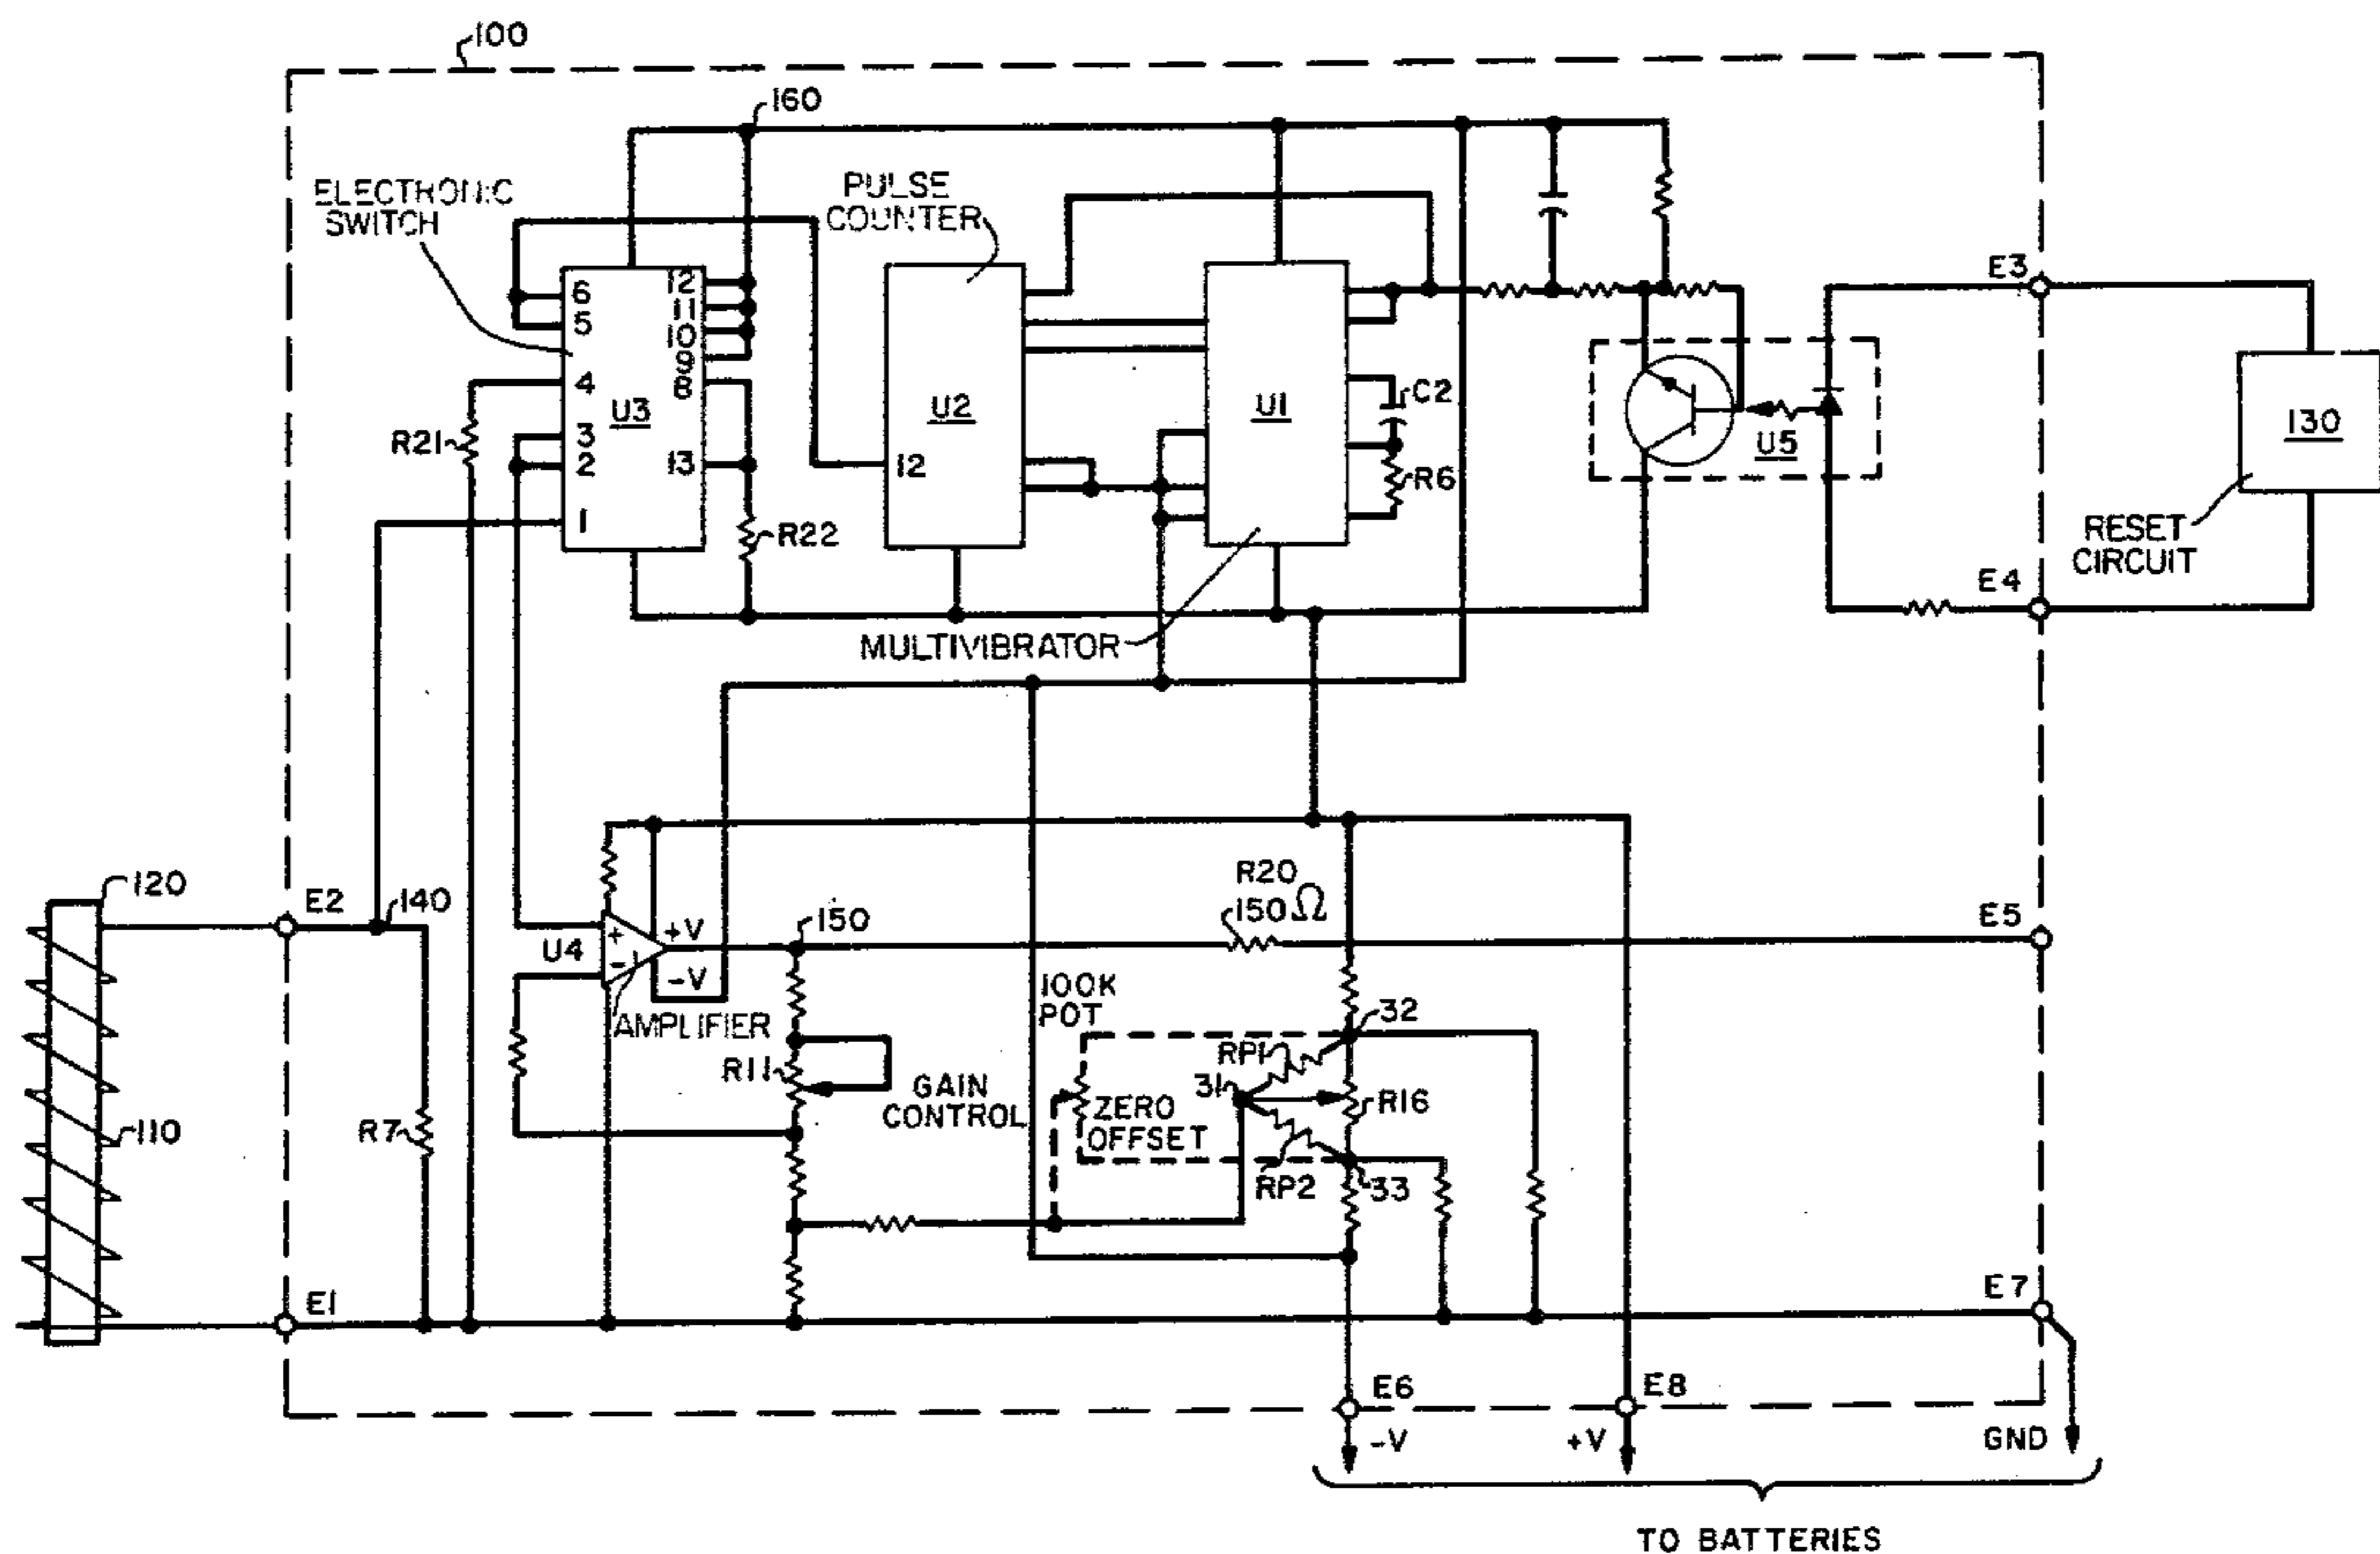 100
160
ELECTRONIC
SWITCH
PULSE
COUNTER
12
11
10
9
8
13
6
5
4
3
2
1
U3
R21
R22
U2
12
U1
C2
R6
U5
E3
E4
130
RESET
CIRCUIT
MULTIVIBRATOR
120
110
E2
140
R7
E1
U4
+
-
+V
-V
AMPLIFIER
150
R20
150Ω
E5
100K
POT
R11
GAIN
CONTROL
ZERO
OFFSET
RP1
31
32
R16
RP2
33
E7
E6
-V
E8
+V
GND
TO BATTERIES